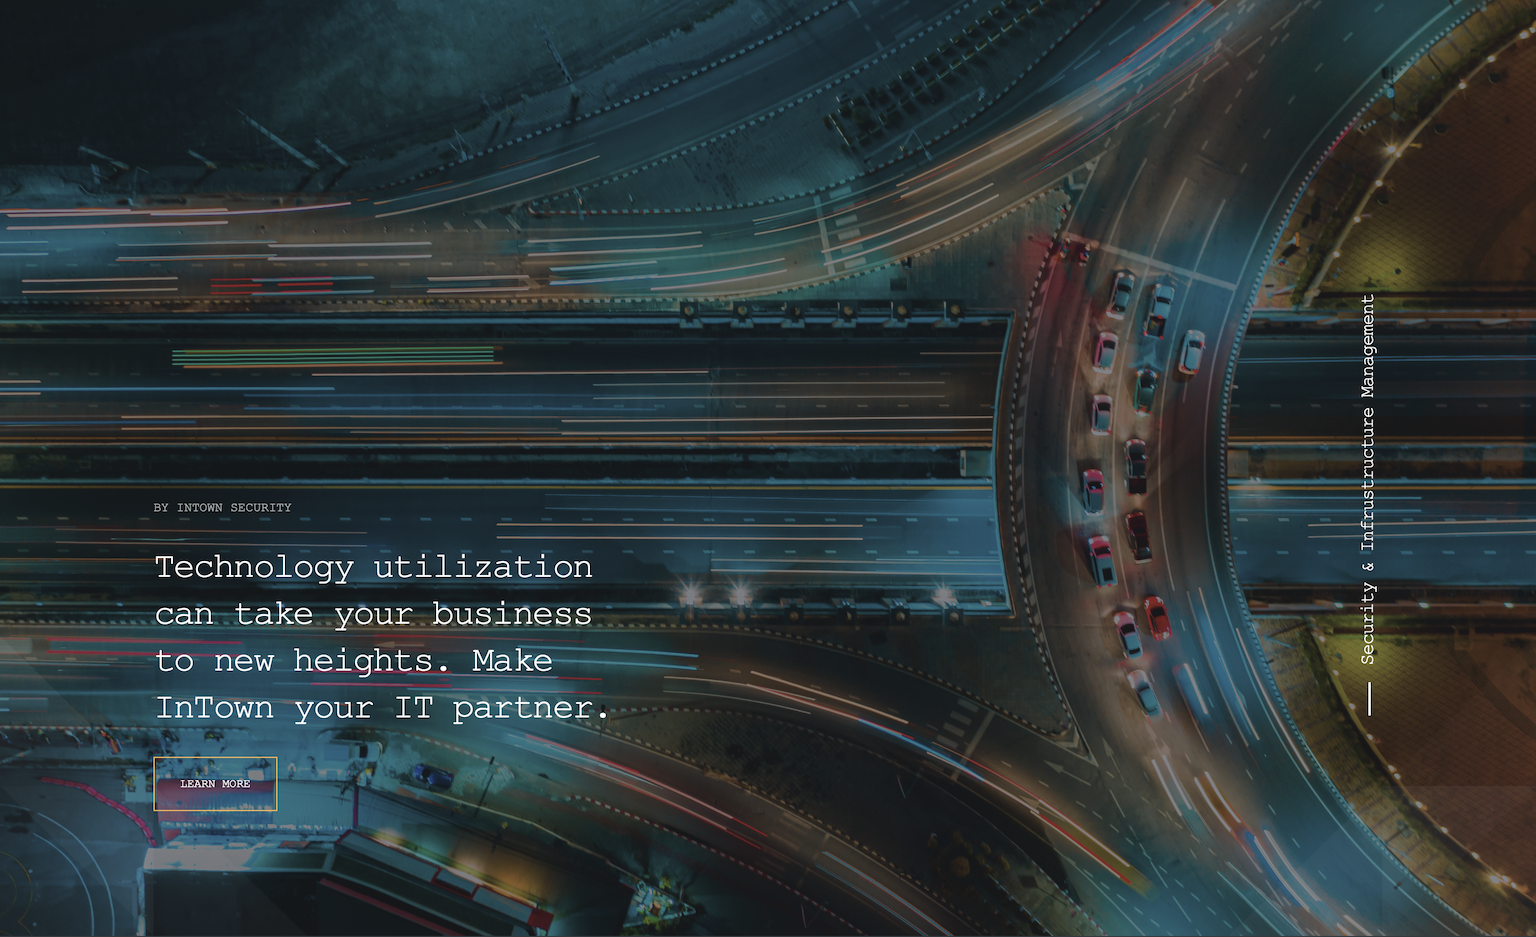 BY INTOWN SECURITY
Technology utilization
can take your business
to new heights. Make
InTown your IT partner.
LEARN MORE
Security & Infrustructure Management